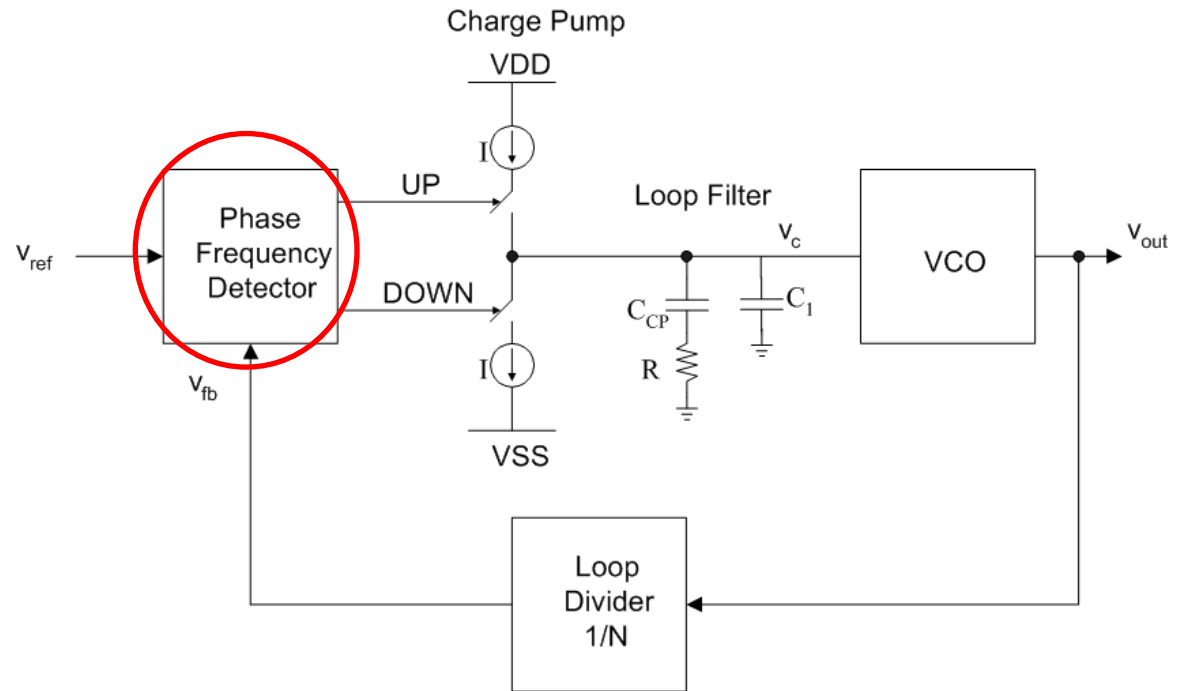 Charge Pump
VDD
I
UP
Loop Filter
Phase
Frequency
Detector
v_ref
v_c
VCO
v_out
DOWN
C_CP
C_1
R
I
v_fb
VSS
Loop
Divider
1/N